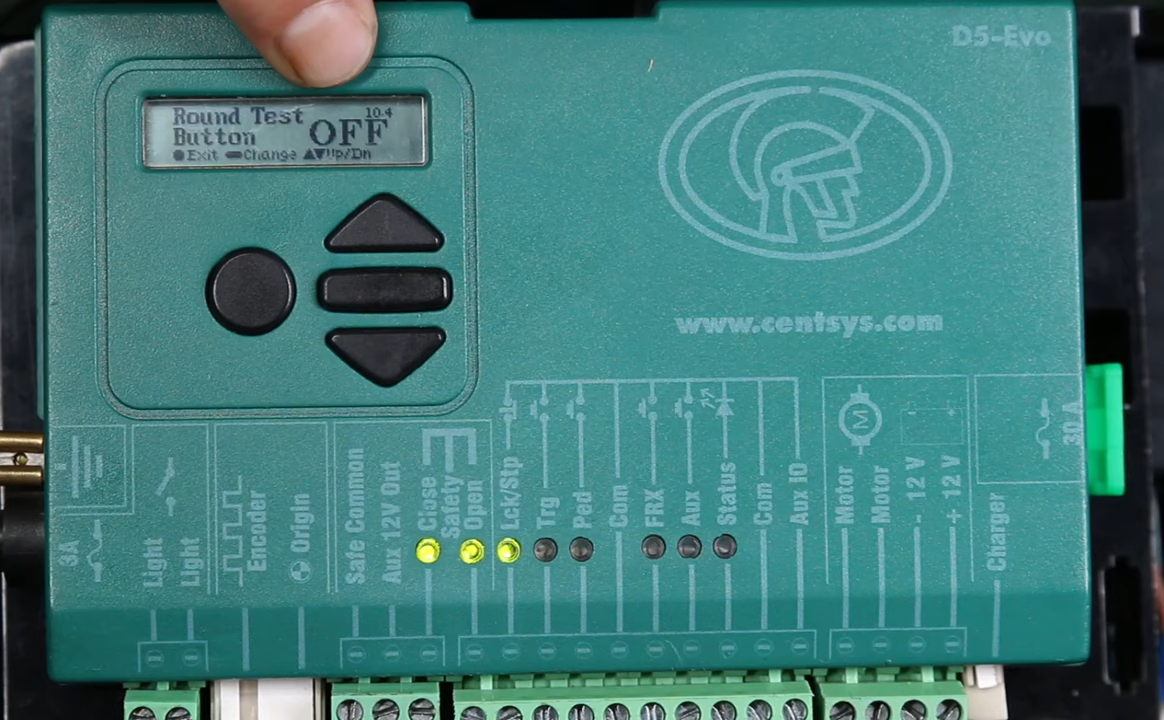 D5-Evo
Round Test 10.4
Button OFF
●Exit ▬Change ▲▼Up/Dn
www.centsys.com
M
3A
Light
Light
Encoder
Origin
Safe Common
Aux 12V Out
Close
Safety
Open
Lck/Stp
Trg
Ped
Com
FRX
Aux
Status
Com
Aux IO
Motor
Motor
- 12 V
+ 12 V
Charger
30A